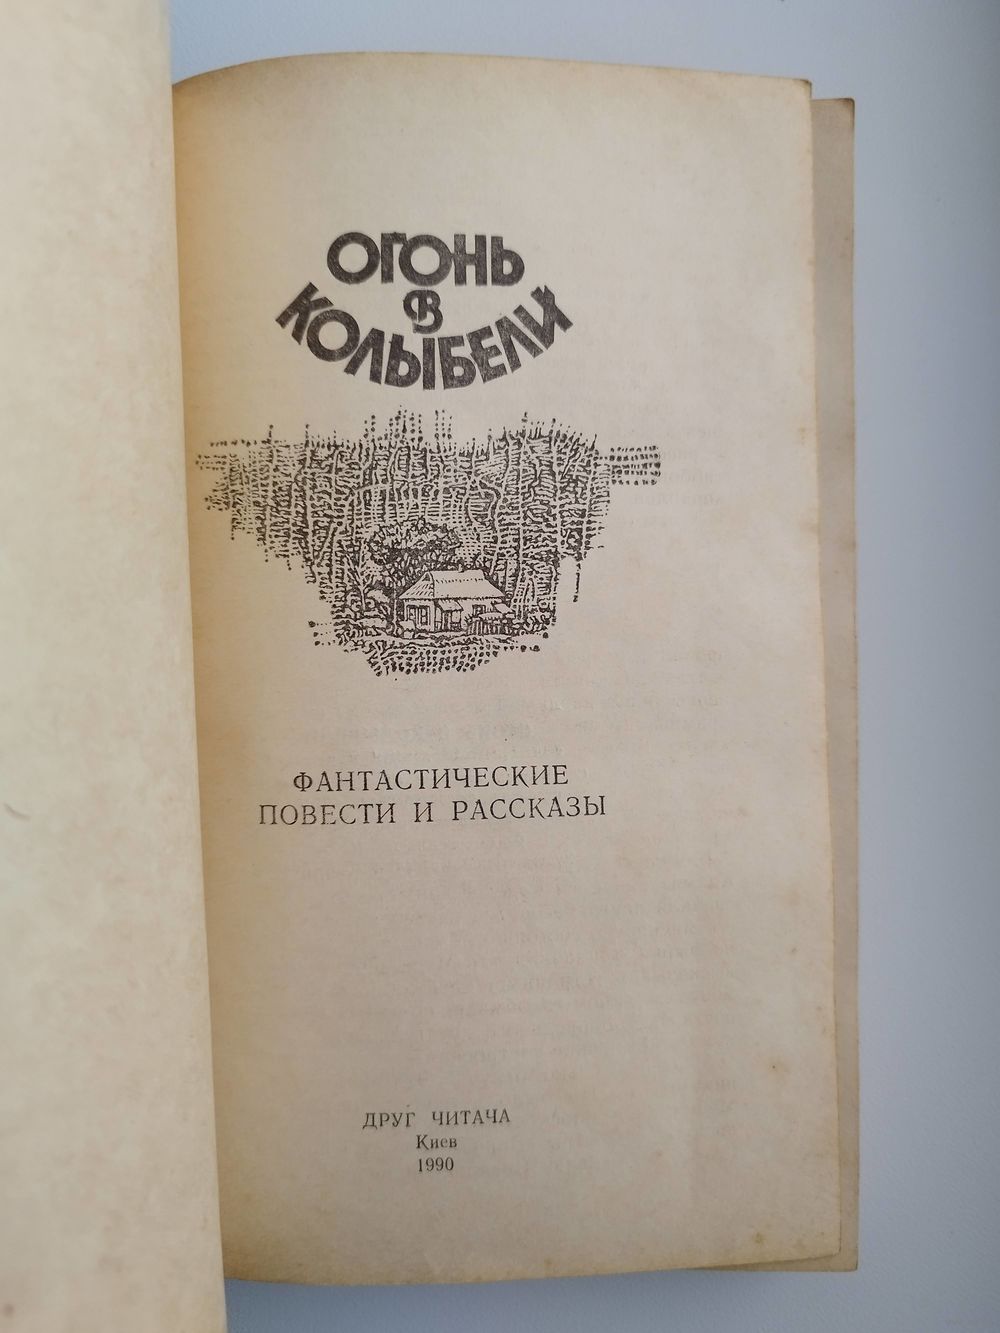 ОГОНЬ
В
КОЛЫБЕЛИ
ФАНТАСТИЧЕСКИЕ
ПОВЕСТИ И РАССКАЗЫ
ДРУГ ЧИТАЧА
Киев
1990